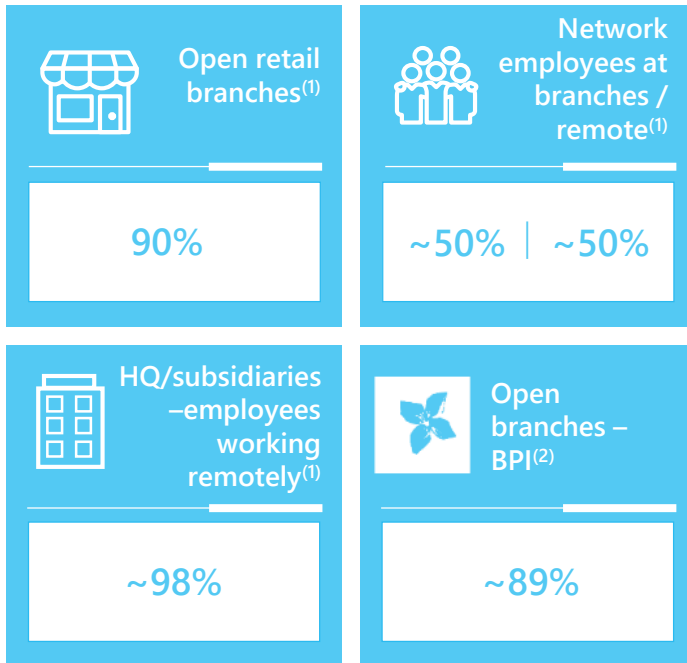 Open retail
branches(1)
90%
Network
employees at
branches /
remote(1)
~50% | ~50%
HQ/subsidiaries
–employees
working
remotely(1)
~98%
Open
branches –
BPI(2)
~89%